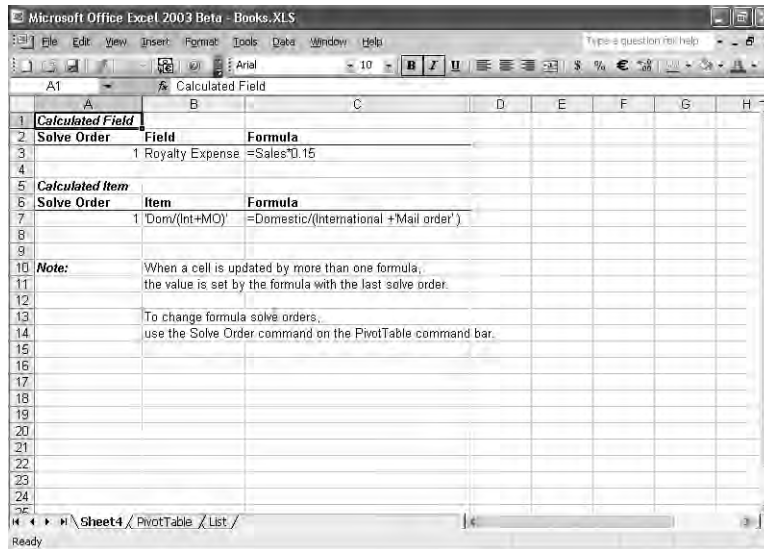 Microsoft Office Excel 2003 Beta - Books.XLS
File Edit View Insert Format Tools Data Window Help Type a question for help
Arial 10 B I U $ % €
A1 fx Calculated Field
A B C D E F G H
1 Calculated Field
2 Solve Order Field Formula
3 1 Royalty Expense =Sales*0.15
4
5 Calculated Item
6 Solve Order Item Formula
7 1 'Dom/(Int+MO)' =Domestic/(International +'Mail order' )
8
9
10 Note: When a cell is updated by more than one formula,
11 the value is set by the formula with the last solve order.
12
13 To change formula solve orders,
14 use the Solve Order command on the PivotTable command bar.
15
16
17
18
19
20
21
22
23
24
25
Sheet4 / PivotTable / List /
Ready